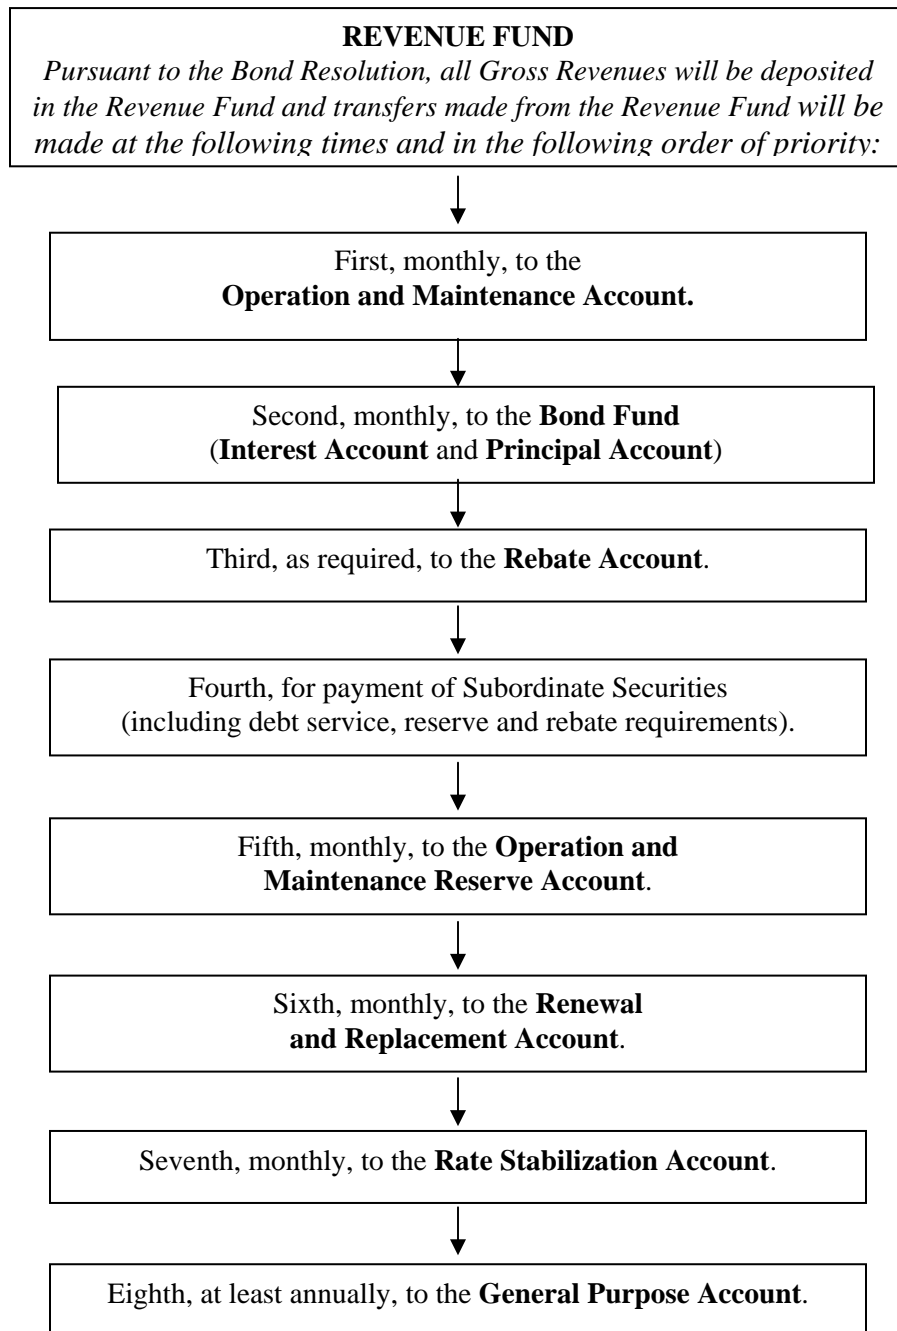 REVENUE FUND
Pursuant to the Bond Resolution, all Gross Revenues will be deposited
in the Revenue Fund and transfers made from the Revenue Fund will be
made at the following times and in the following order of priority:
First, monthly, to the
Operation and Maintenance Account.
Second, monthly, to the Bond Fund
(Interest Account and Principal Account)
Third, as required, to the Rebate Account.
Fourth, for payment of Subordinate Securities
(including debt service, reserve and rebate requirements).
Fifth, monthly, to the Operation and
Maintenance Reserve Account.
Sixth, monthly, to the Renewal
and Replacement Account.
Seventh, monthly, to the Rate Stabilization Account.
Eighth, at least annually, to the General Purpose Account.